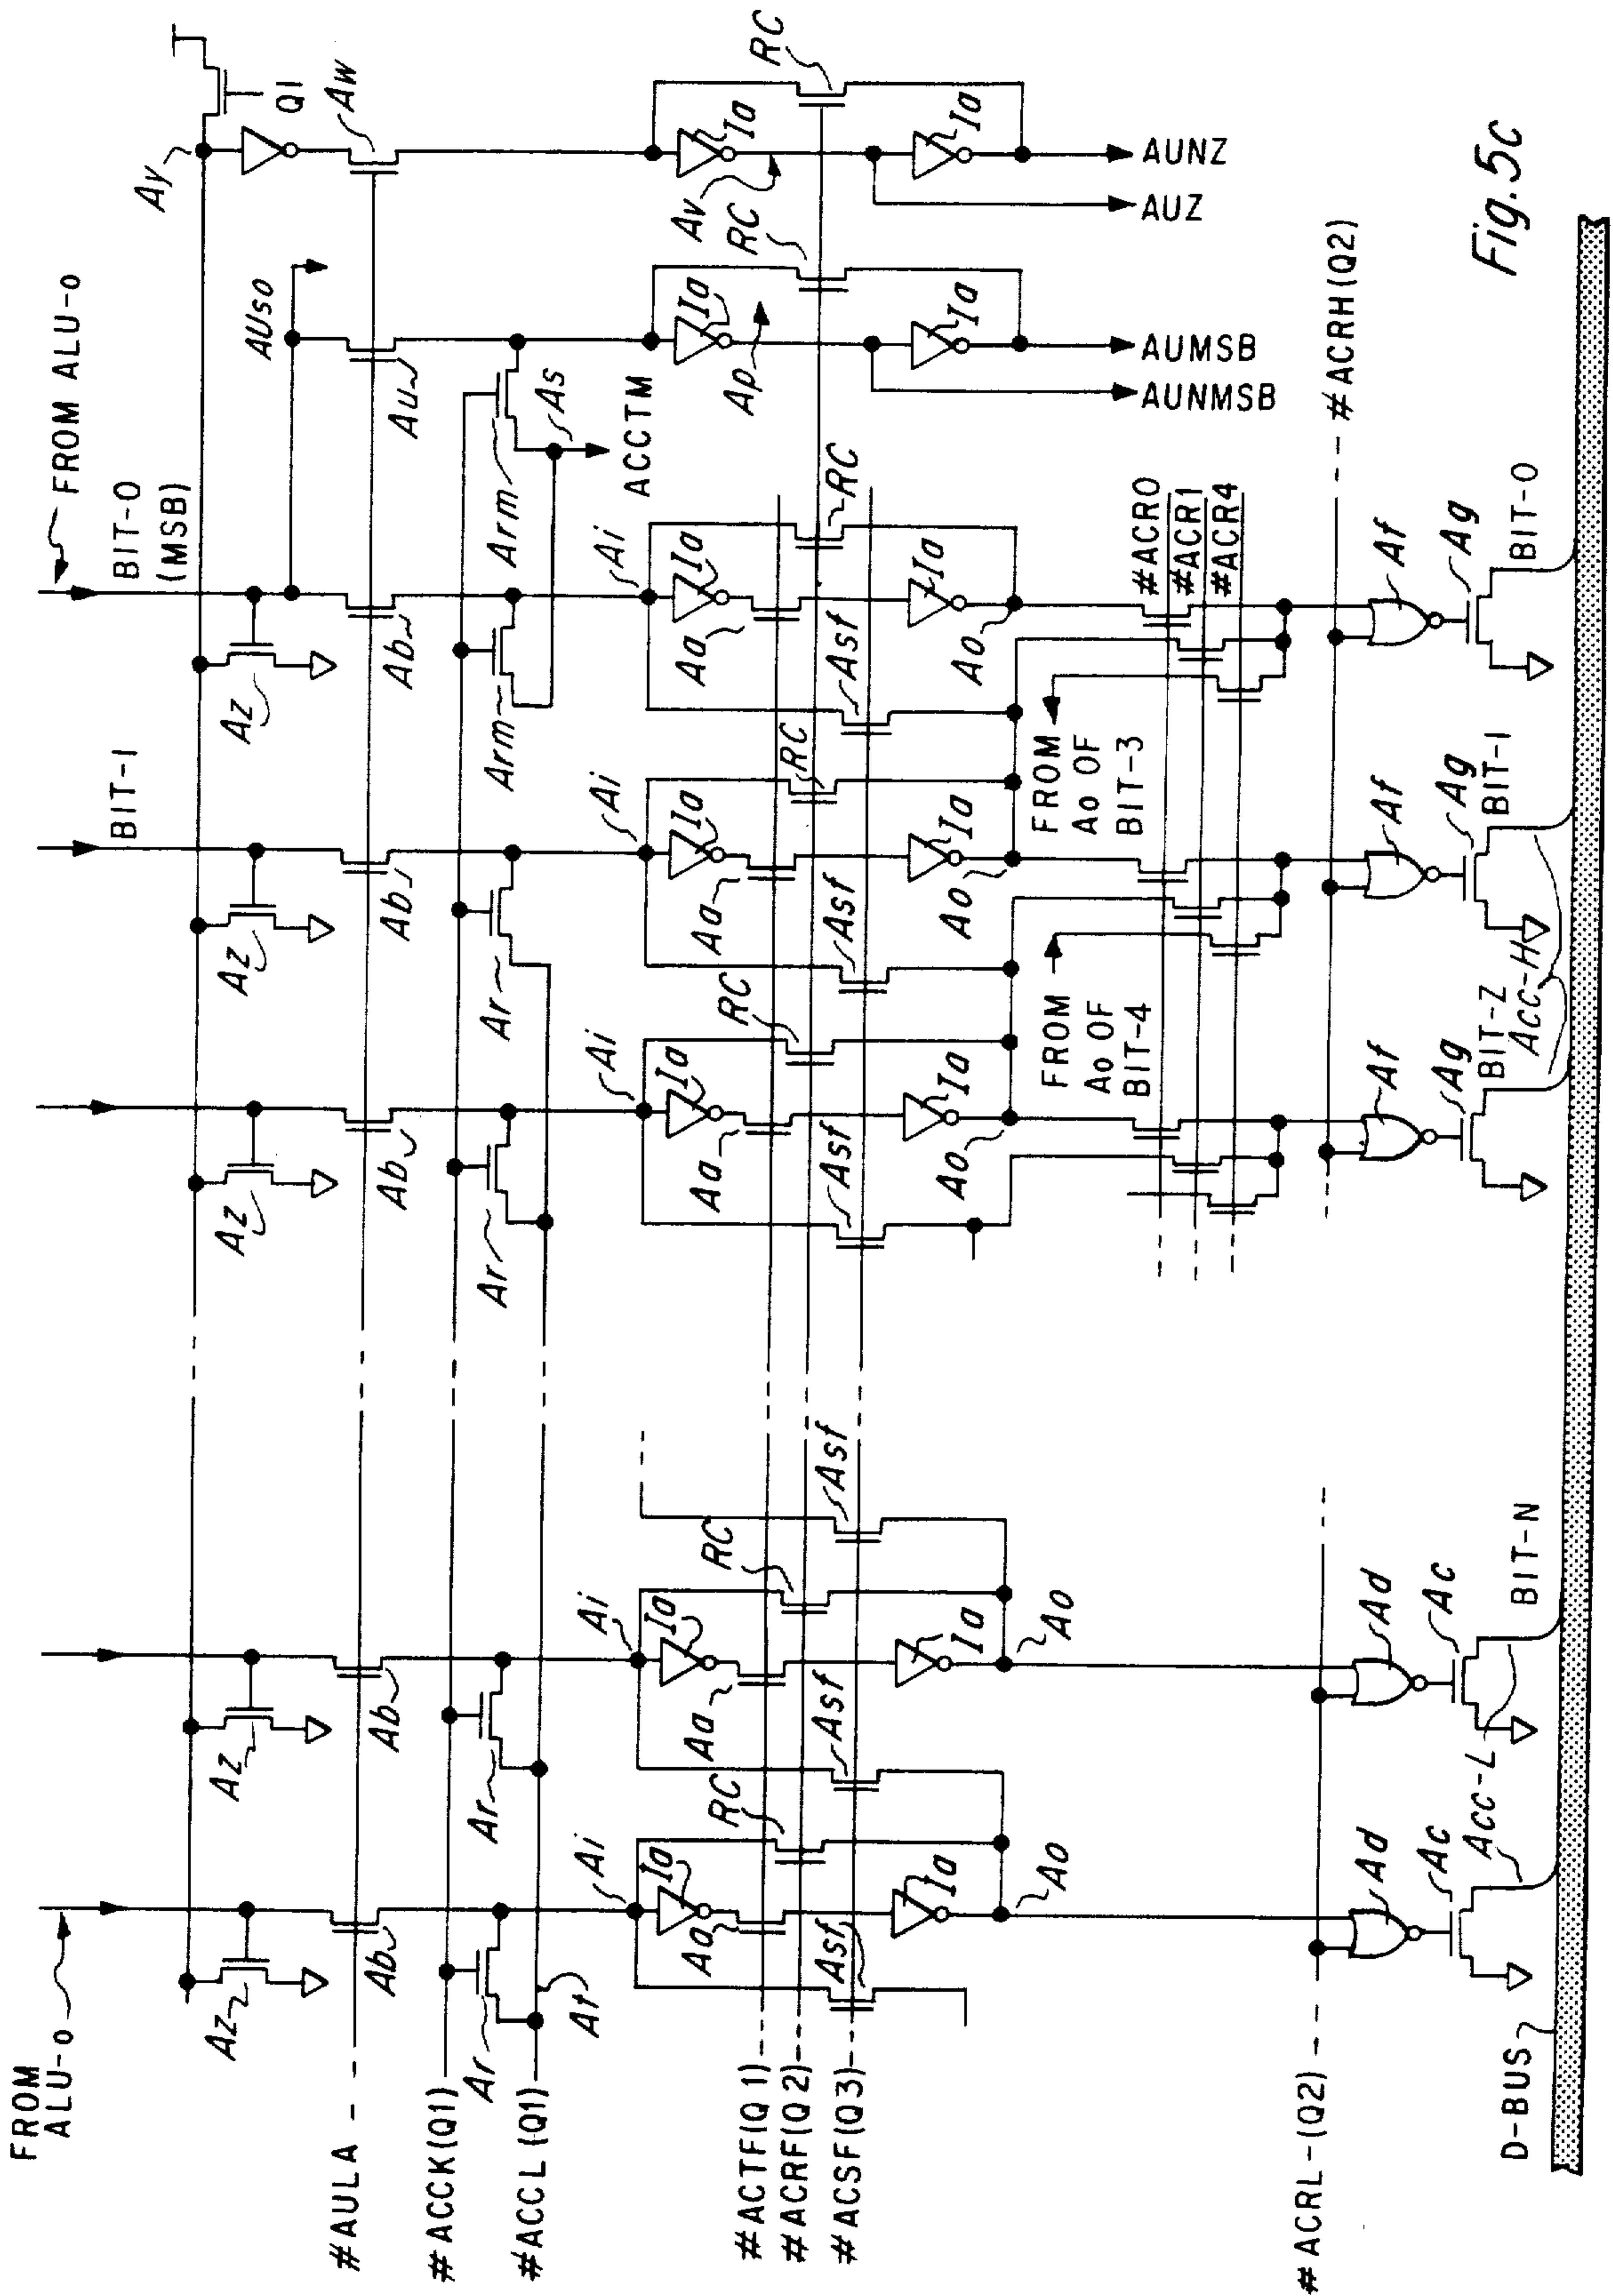 FROM
ALU-o
FROM ALU-o
BIT-1
BIT-0
(MSB)
Ay
Q1
AUso
Az
Az
Az
Az
Az
#AULA
Ab
Ab
Ab
Ab
Ab
Au
Aw
#ACCK(Q1)
Ar
Ar
Ar
Ar
Arm
Arm
As
ACCTM
#ACCL(Q1)
At
Ai
Ai
Ai
Ai
Ai
Ia
Ia
Ia
Ia
Ia
Ia
Ia
Av
Ap
RC
RC
#ACTF(Q1)
#ACRF(Q2)
#ACSF(Q3)
Aa
Aa
Aa
Aa
Aa
RC
RC
RC
RC
RC
Asf
Asf
Asf
Asf
Asf
Asf
Ia
Ia
Ia
Ia
Ia
Ia
Ia
Ao
Ao
Ao
Ao
Ao
AUNMSB
AUMSB
AUZ
AUNZ
FROM
Ao OF
BIT-4
FROM
Ao OF
BIT-3
#ACR0
#ACR1
#ACR4
#ACRL-(Q2)
#ACRH(Q2)
Ad
Ad
Af
Af
Af
Ac
Ac
Ag
Ag
Ag
Acc-L
BIT-N
BIT-Z
Acc-H
BIT-1
BIT-0
D-BUS
Fig.5c